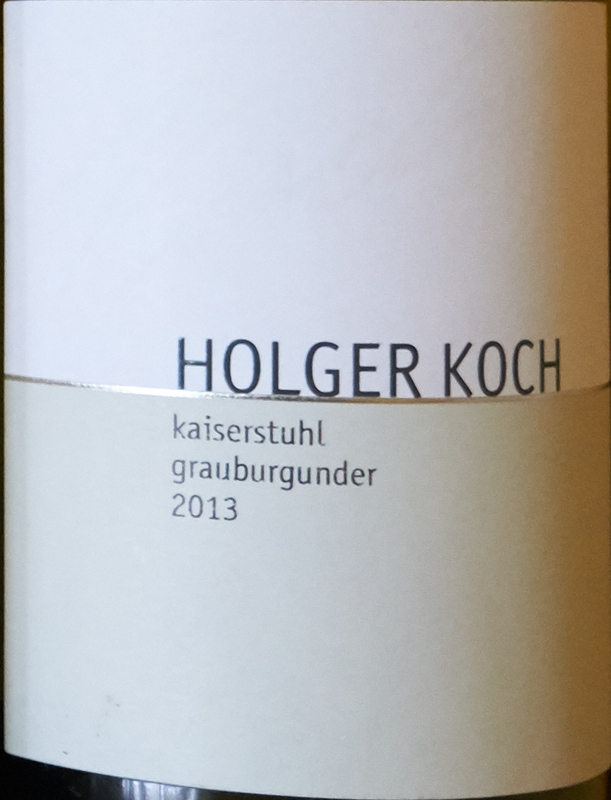 HOLGER KOCH
kaiserstuhl
grauburgunder
2013